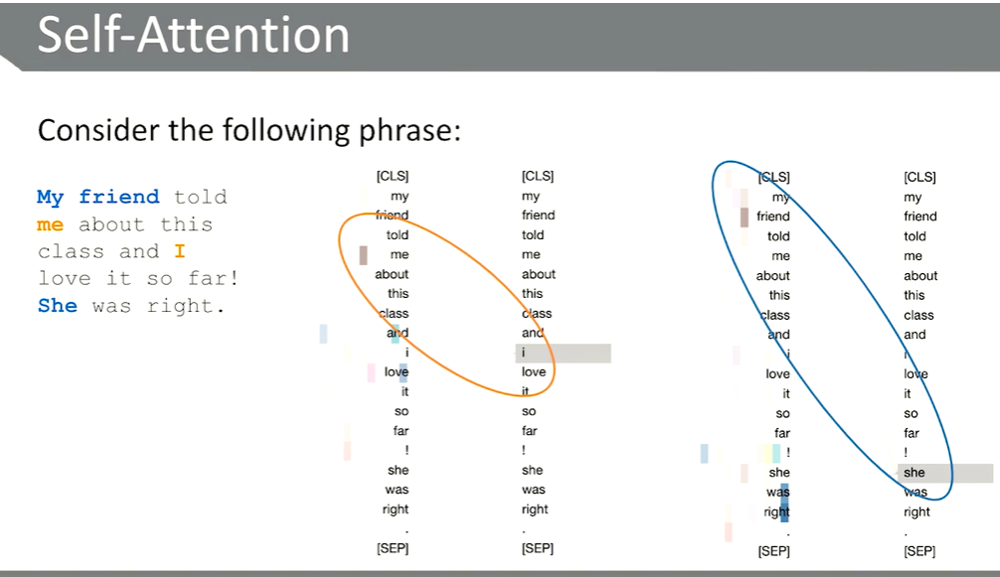 Self-Attention
Consider the following phrase:
My friend told
me about this
class and I
love it so far!
She was right.
[CLS]
my
friend
told
me
about
this
class
and
i
love
it
so
far
!
she
was
right
.
[SEP]
[CLS]
my
friend
told
me
about
this
class
and
i
love
it
so
far
!
she
was
right
.
[SEP]
[CLS]
my
friend
told
me
about
this
class
and
i
love
it
so
far
!
she
was
right
.
[SEP]
[CLS]
my
friend
told
me
about
this
class
and
i
love
it
so
far
!
she
was
right
.
[SEP]